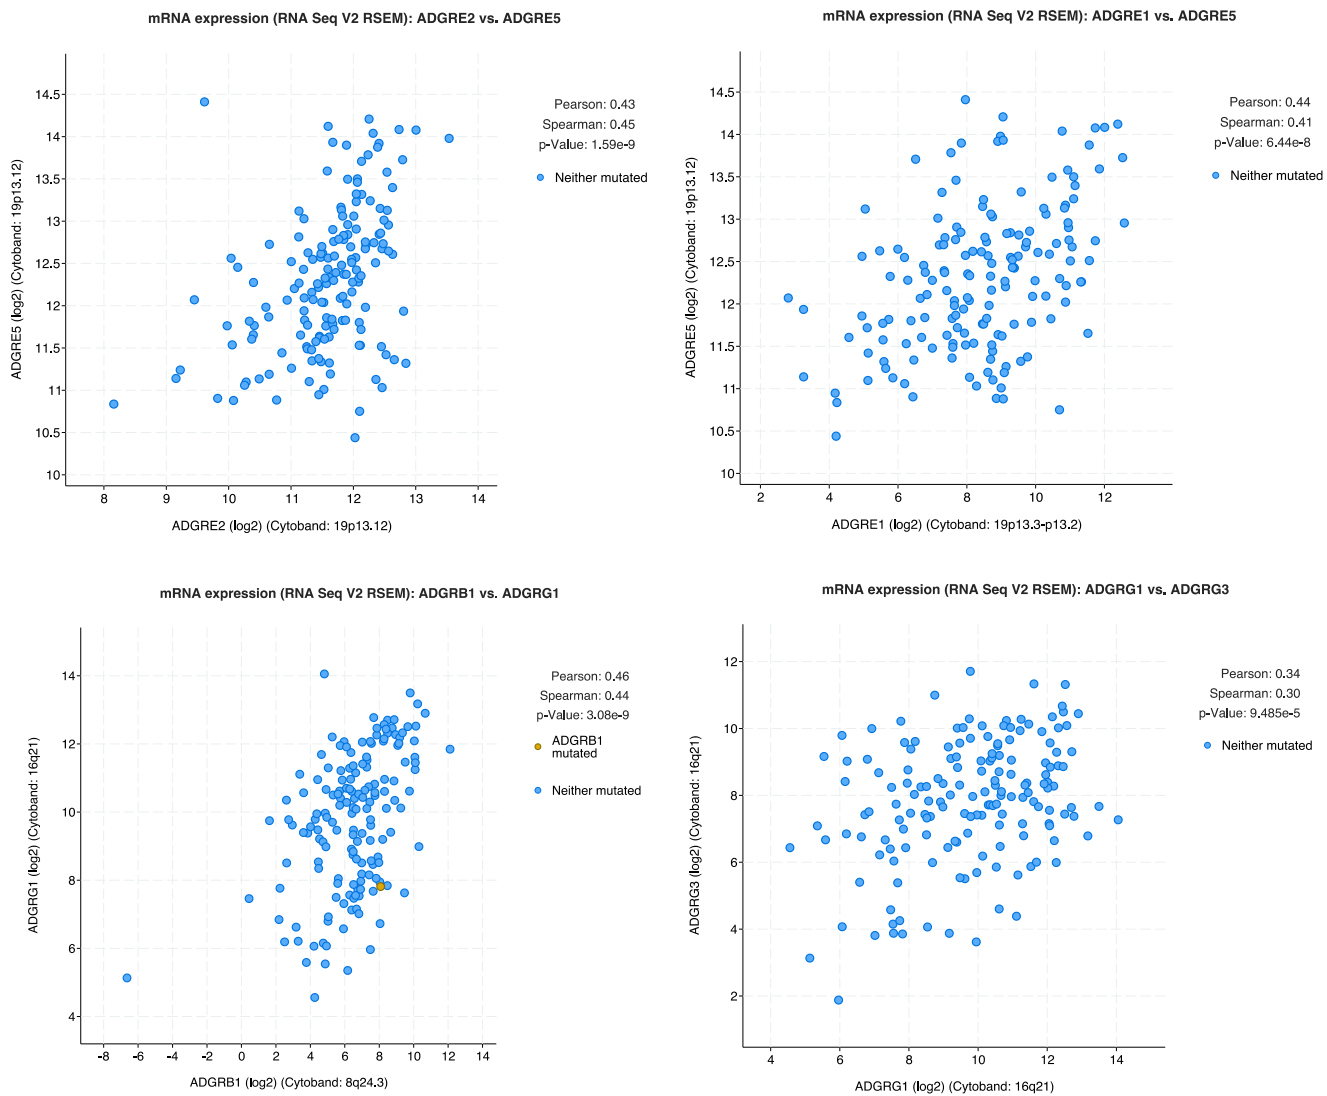 mRNA expression (RNA Seq V2 RSEM): ADGRE2 vs. ADGRE5
14.5
14
13.5
13
12.5
12
11.5
11
10.5
10
ADGRE5 (log2) (Cytoband: 19p13.12)
8 9 10 11 12 13 14
ADGRE2 (log2) (Cytoband: 19p13.12)
Pearson: 0.43
Spearman: 0.45
p-Value: 1.59e-9
Neither mutated
mRNA expression (RNA Seq V2 RSEM): ADGRE1 vs. ADGRE5
14.5
14
13.5
13
12.5
12
11.5
11
10.5
10
ADGRE5 (log2) (Cytoband: 19p13.12)
2 4 6 8 10 12
ADGRE1 (log2) (Cytoband: 19p13.3-p13.2)
Pearson: 0.44
Spearman: 0.41
p-Value: 6.44e-8
Neither mutated
mRNA expression (RNA Seq V2 RSEM): ADGRB1 vs. ADGRG1
14
12
10
8
6
4
ADGRG1 (log2) (Cytoband: 16q21)
-8 -6 -4 -2 0 2 4 6 8 10 12 14
ADGRB1 (log2) (Cytoband: 8q24.3)
Pearson: 0.46
Spearman: 0.44
p-Value: 3.08e-9
ADGRB1
mutated
Neither mutated
mRNA expression (RNA Seq V2 RSEM): ADGRG1 vs. ADGRG3
12
10
8
6
4
2
ADGRG3 (log2) (Cytoband: 16q21)
4 6 8 10 12 14
ADGRG1 (log2) (Cytoband: 16q21)
Pearson: 0.34
Spearman: 0.30
p-Value: 9.485e-5
Neither mutated